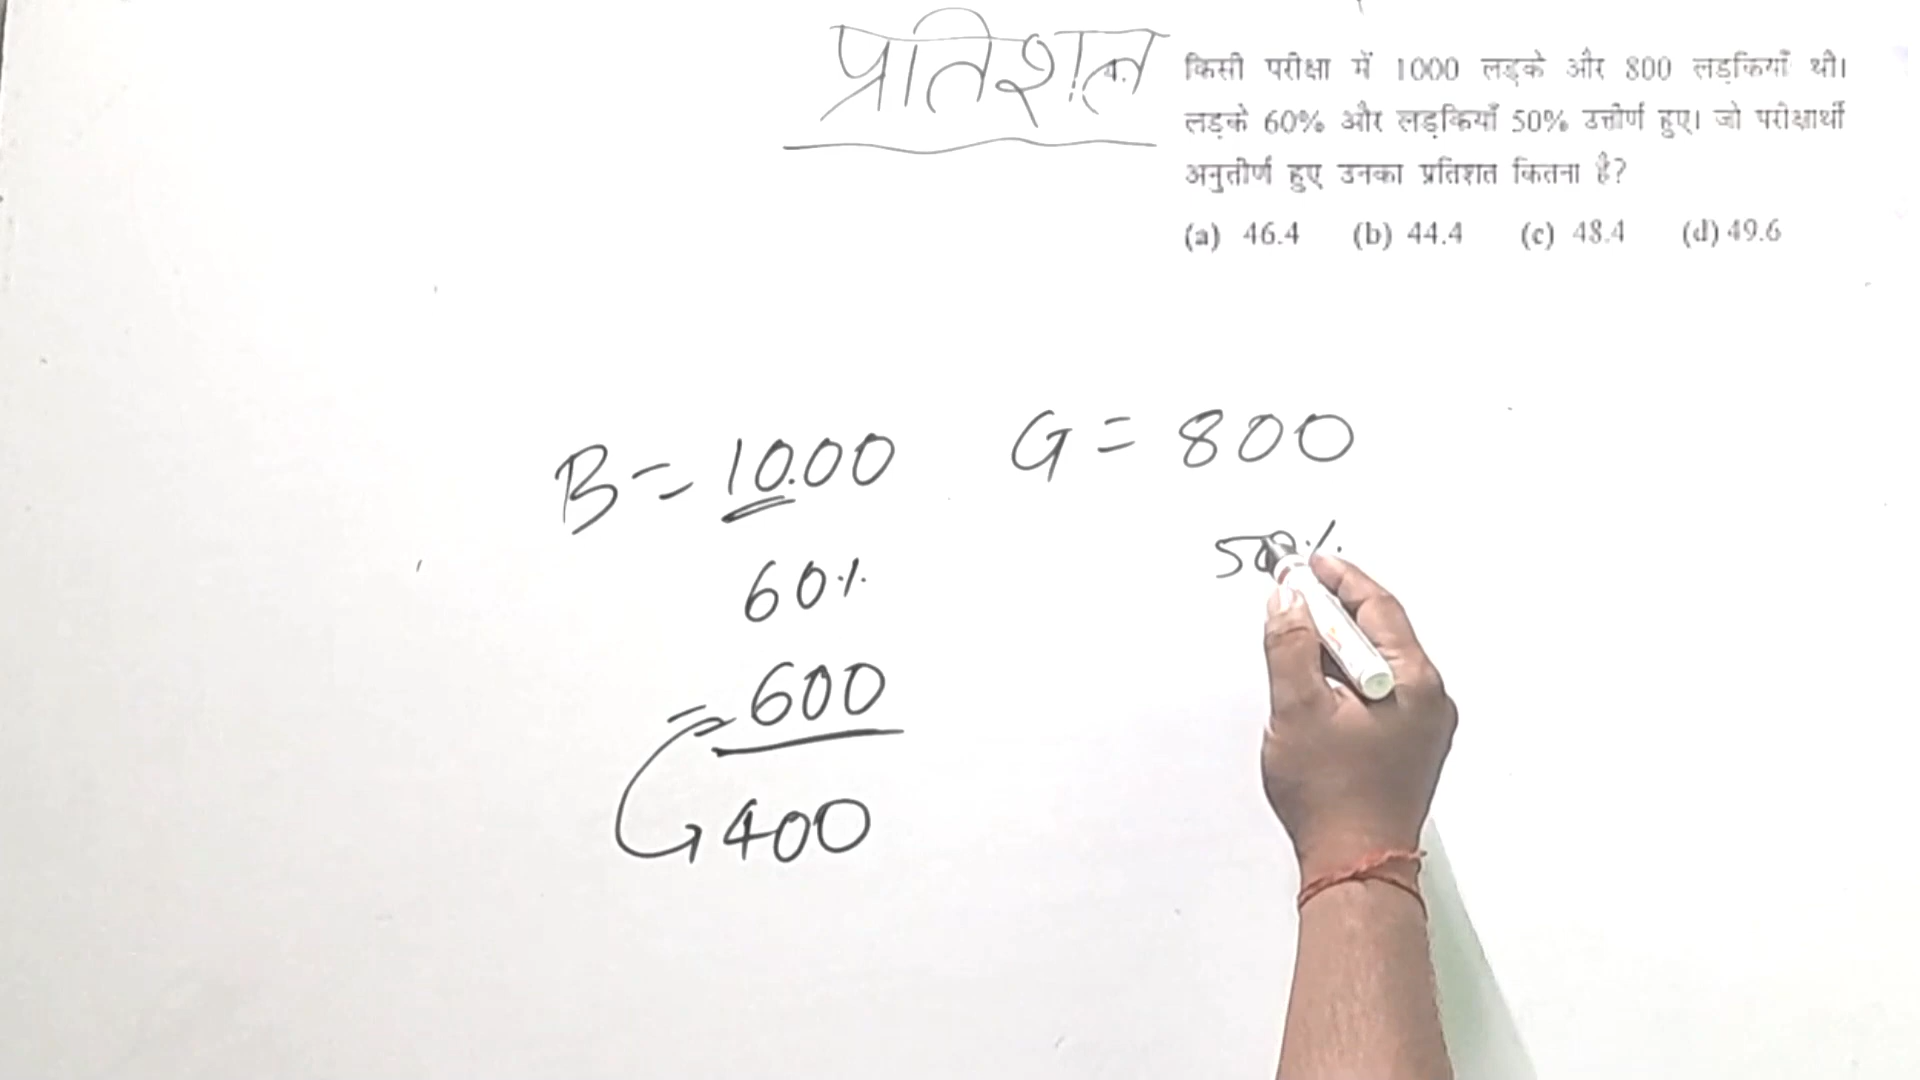 प्रतिशत
4. किसी परीक्षा में 1000 लड़के और 800 लड़कियाँ थी।
लड़के 60% और लड़कियाँ 50% उत्तीर्ण हुए। जो परीक्षार्थी
अनुतीर्ण हुए उनका प्रतिशत कितना है?
(a) 46.4 (b) 44.4 (c) 48.4 (d) 49.6
B = 1000 G = 800
60% 50%
= 600
400